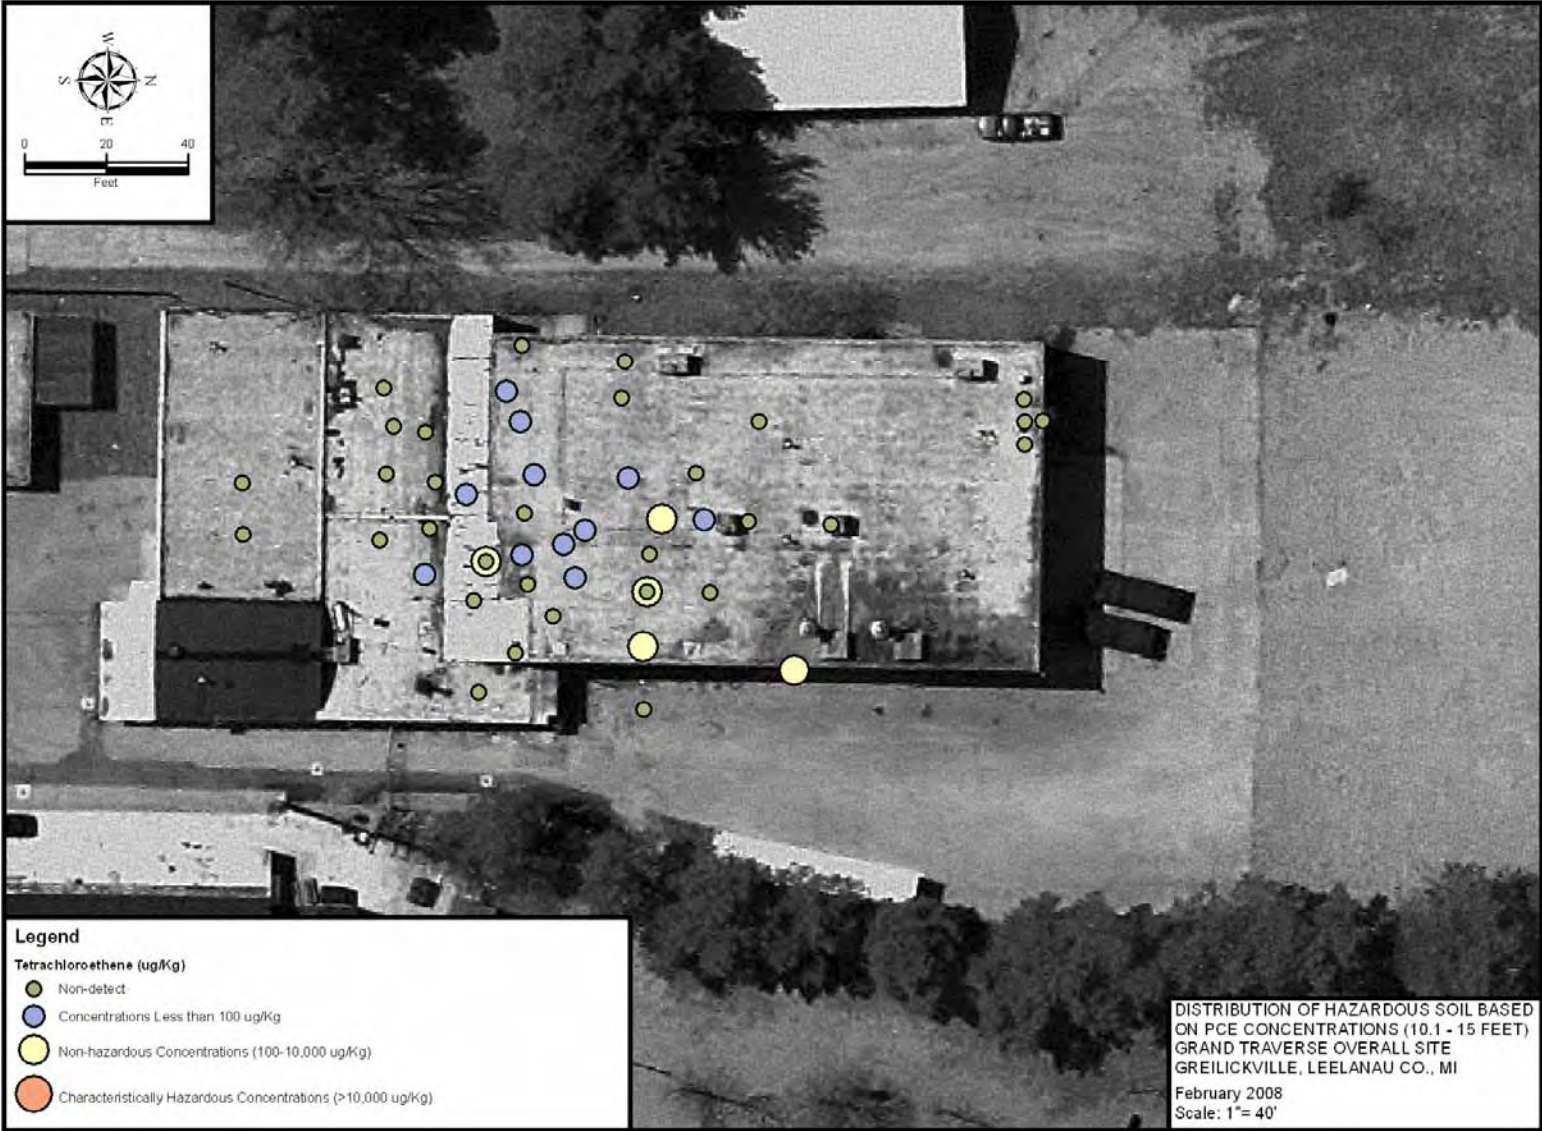 W
S N
E
0 20 40
Feet
Legend
Tetrachloroethene (ug/Kg)
Non-detect
Concentrations Less than 100 ug/Kg
Non-hazardous Concentrations (100-10,000 ug/Kg)
Characteristically Hazardous Concentrations (>10,000 ug/Kg)
DISTRIBUTION OF HAZARDOUS SOIL BASED
ON PCE CONCENTRATIONS (10.1 - 15 FEET)
GRAND TRAVERSE OVERALL SITE
GREILICKVILLE, LEELANAU CO., MI
February 2008
Scale: 1"= 40'